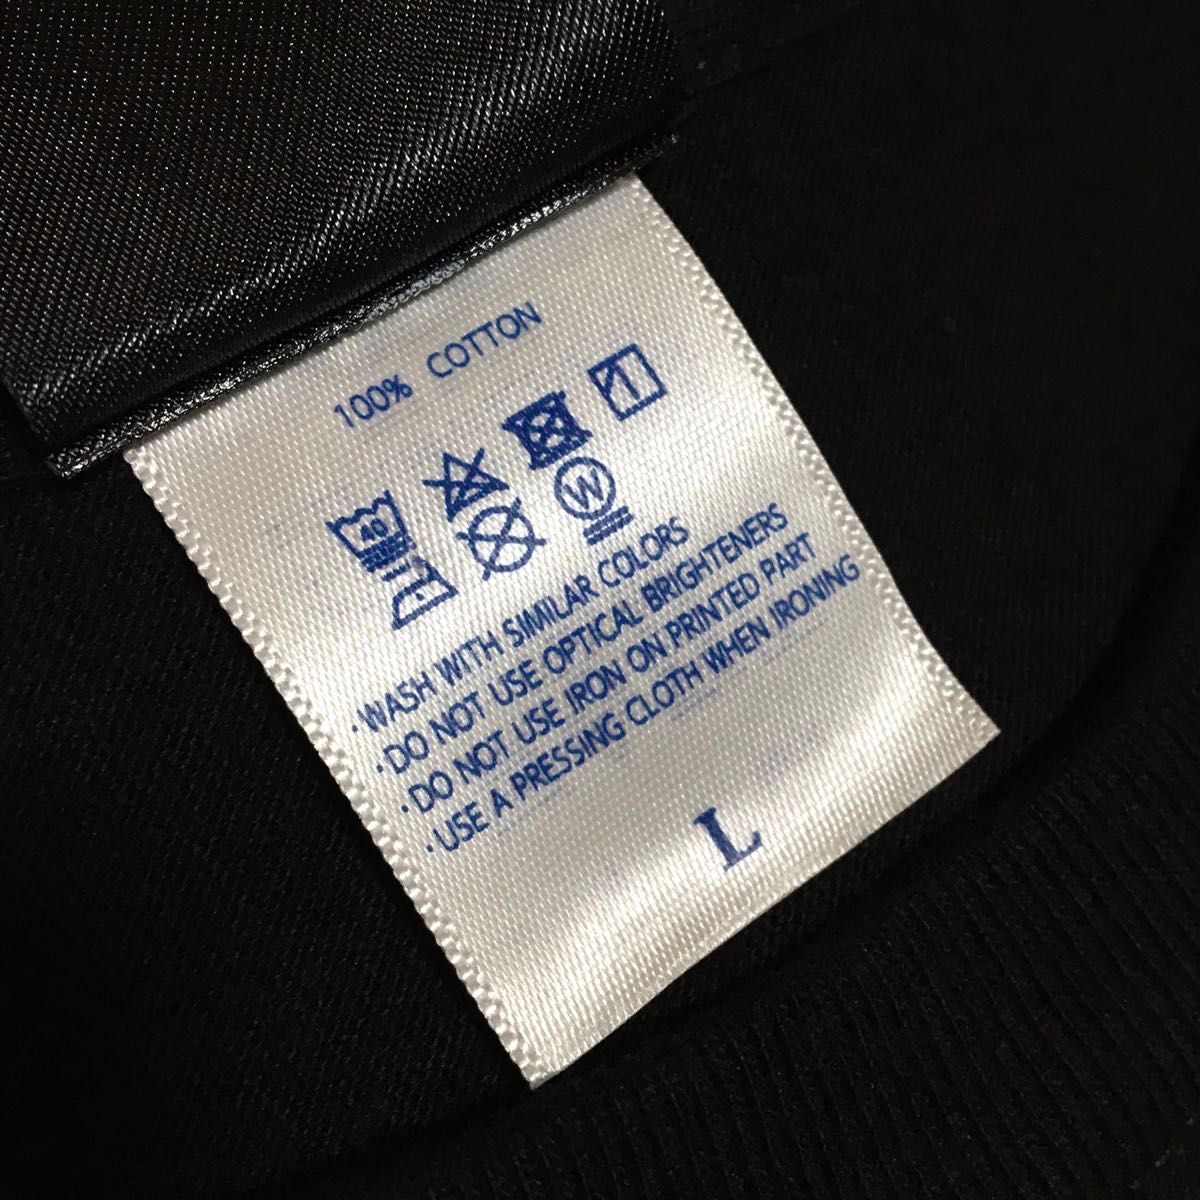 100% COTTON
40
W
·WASH WITH SIMILAR COLORS
·DO NOT USE OPTICAL BRIGHTENERS
·DO NOT USE IRON ON PRINTED PART
·USE A PRESSING CLOTH WHEN IRONING
L